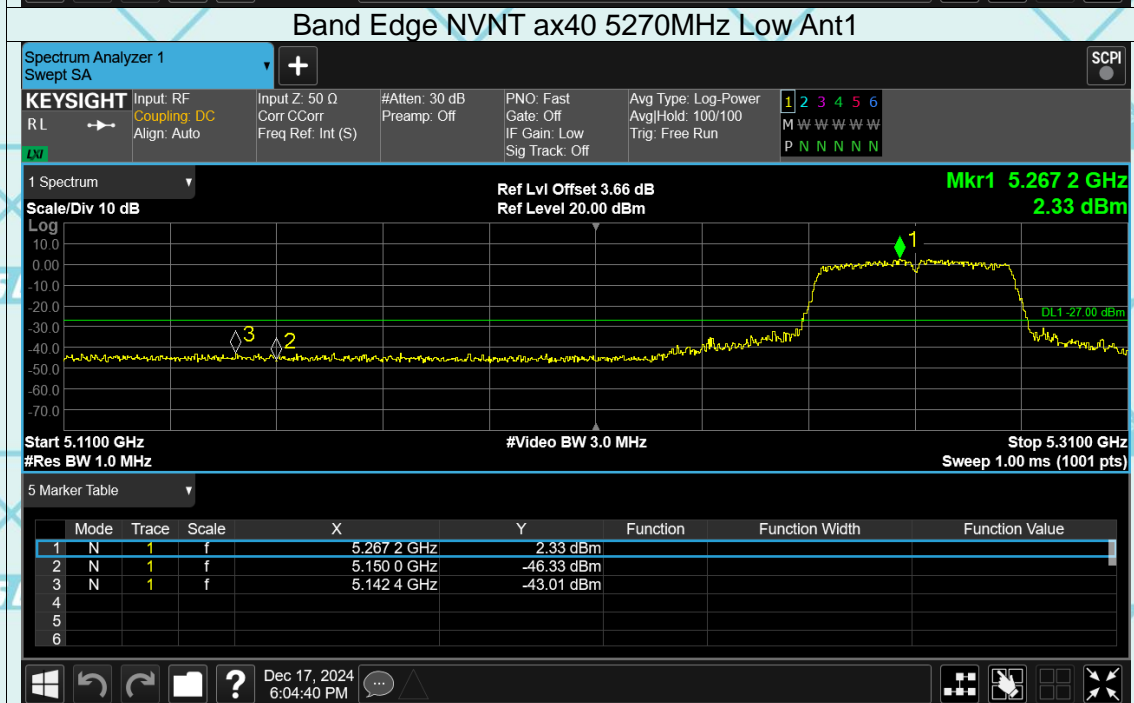 Band Edge NVNT ax40 5270MHz Low Ant1
Spectrum Analyzer 1
Swept SA
+
SCPI
KEYSIGHT
RL
LXI
Input: RF
Coupling: DC
Align: Auto
Input Z: 50 Ω
Corr CCorr
Freq Ref: Int (S)
#Atten: 30 dB
Preamp: Off
PNO: Fast
Gate: Off
IF Gain: Low
Sig Track: Off
Avg Type: Log-Power
Avg|Hold: 100/100
Trig: Free Run
1 2 3 4 5 6
M W W W W W
P N N N N N
1 Spectrum
Scale/Div 10 dB
Ref Lvl Offset 3.66 dB
Ref Level 20.00 dBm
Mkr1 5.267 2 GHz
2.33 dBm
Log
10.0
0.00
-10.0
-20.0
-30.0
-40.0
-50.0
-60.0
-70.0
1
3
2
DL1 -27.00 dBm
Start 5.1100 GHz
#Video BW 3.0 MHz
Stop 5.3100 GHz
#Res BW 1.0 MHz
Sweep 1.00 ms (1001 pts)
5 Marker Table
Mode Trace Scale X Y Function Function Width Function Value
1 N 1 f 5.267 2 GHz 2.33 dBm
2 N 1 f 5.150 0 GHz -46.33 dBm
3 N 1 f 5.142 4 GHz -43.01 dBm
4
5
6
?
Dec 17, 2024
6:04:40 PM